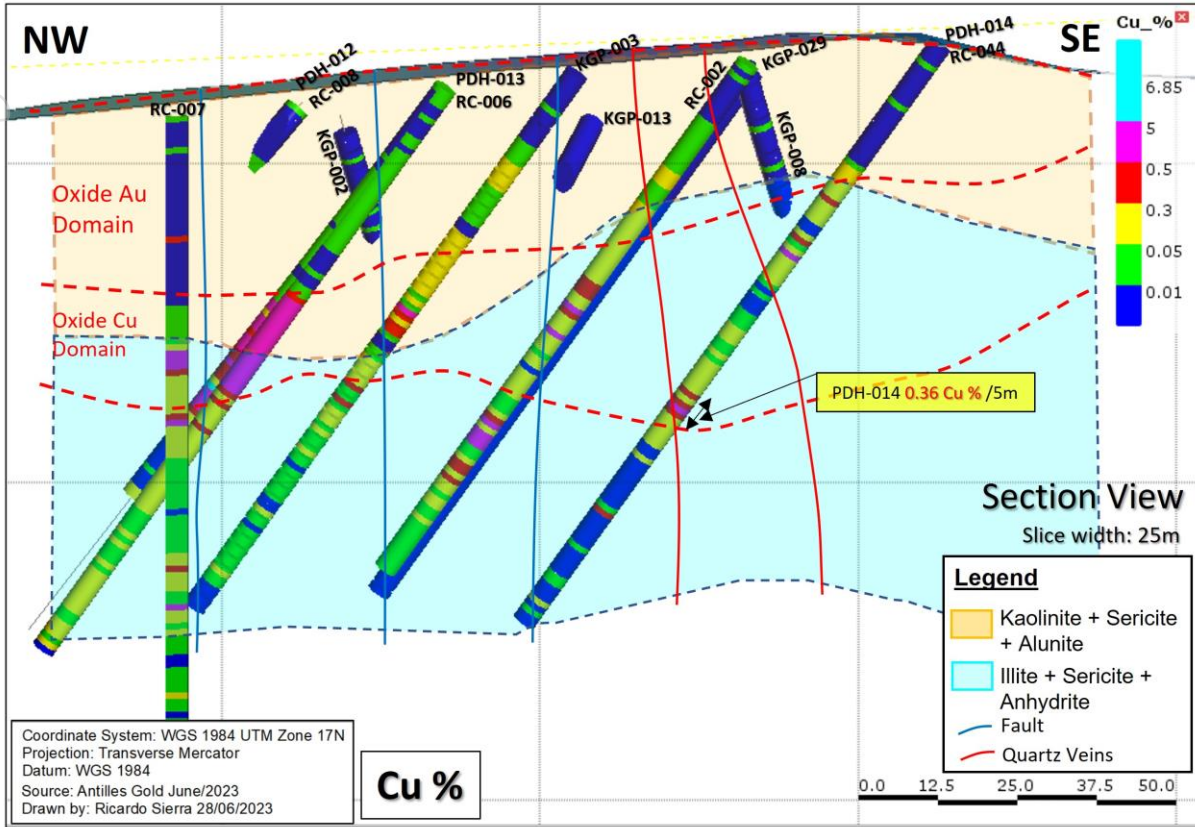 NW
SE
Cu_%
6.85
5
0.5
0.3
0.05
0.01
PDH-014
RC-044
KGP-003
PDH-012
RC-008
PDH-013
RC-006
RC-002
KGP-029
RC-007
KGP-002
KGP-013
KGP-008
Oxide Au
Domain
Oxide Cu
Domain
PDH-014 0.36 Cu % /5m
Section View
Slice width: 25m
Legend
Kaolinite + Sericite
+ Alunite
Illite + Sericite +
Anhydrite
Fault
Quartz Veins
Coordinate System: WGS 1984 UTM Zone 17N
Projection: Transverse Mercator
Datum: WGS 1984
Source: Antilles Gold June/2023
Drawn by: Ricardo Sierra 28/06/2023
Cu %
0.0 12.5 25.0 37.5 50.0